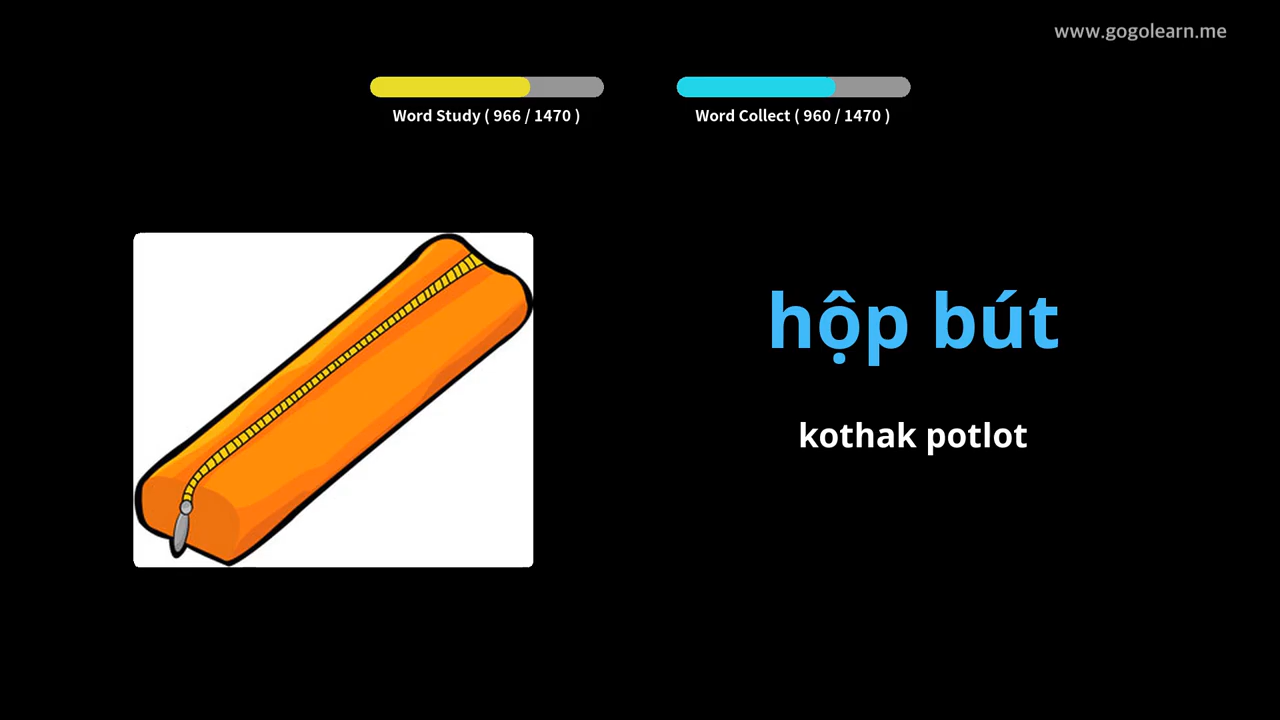 www.gogolearn.me
Word Study ( 966 / 1470 )
Word Collect ( 960 / 1470 )
hộp bút
kothak potlot